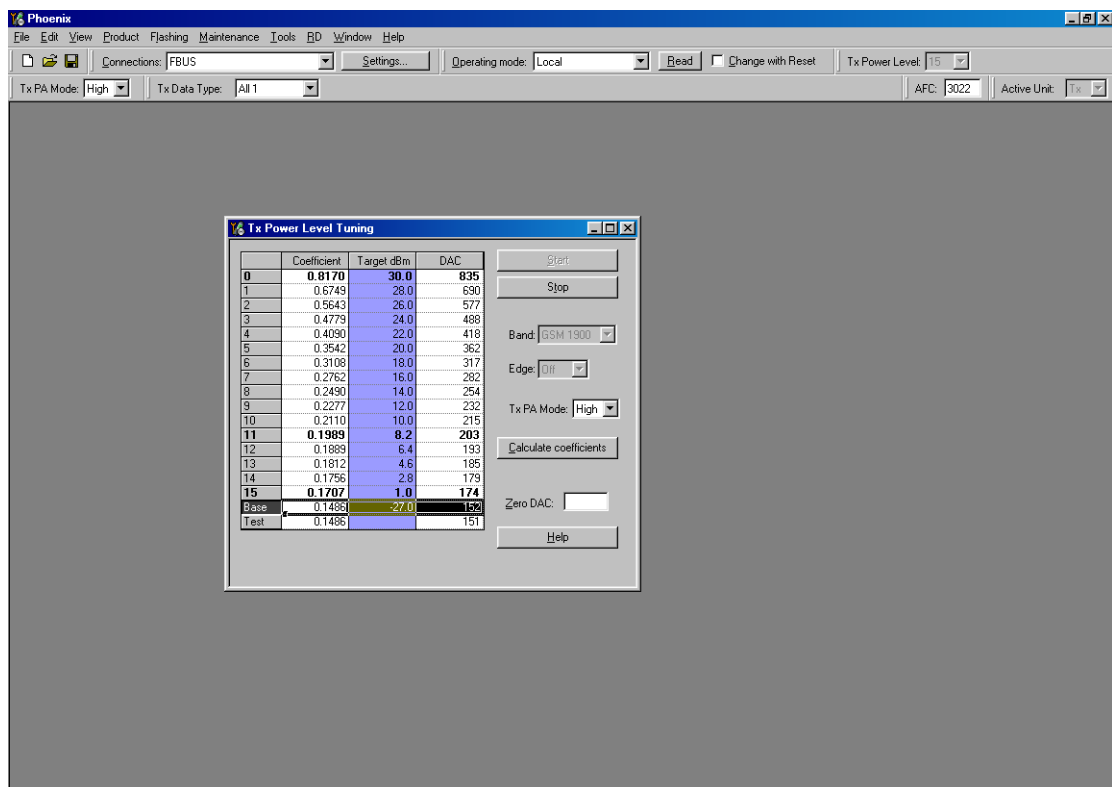 Phoenix
File Edit View Product Flashing Maintenance Tools RD Window Help
Connections: FBUS Settings... Operating mode: Local Read Change with Reset Tx Power Level: 15
Tx PA Mode: High Tx Data Type: All 1 AFC: 3022 Active Unit: Tx
Tx Power Level Tuning
Coefficient Target dBm DAC
0 0.8170 30.0 835
1 0.6749 28.0 690
2 0.5643 26.0 577
3 0.4779 24.0 488
4 0.4090 22.0 418
5 0.3542 20.0 362
6 0.3108 18.0 317
7 0.2762 16.0 282
8 0.2490 14.0 254
9 0.2277 12.0 232
10 0.2110 10.0 215
11 0.1989 8.2 203
12 0.1889 6.4 193
13 0.1812 4.6 185
14 0.1756 2.8 179
15 0.1707 1.0 174
Base 0.1486 -27.0 152
Test 0.1486 151
Start
Stop
Band: GSM 1900
Edge: Off
Tx PA Mode: High
Calculate coefficients
Zero DAC:
Help